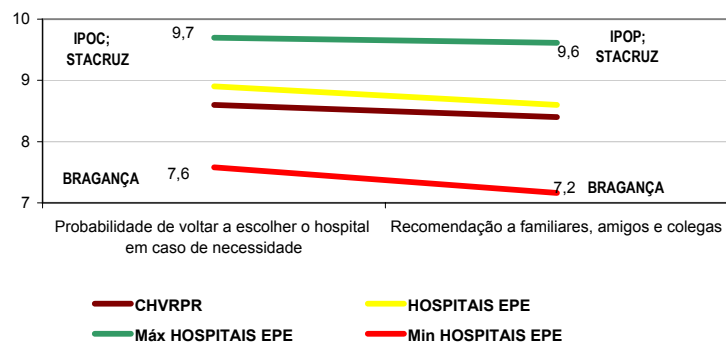 10
9
8
7
IPOC;
STACRUZ
9,7
9,6
IPOP;
STACRUZ
BRAGANÇA
7,6
7,2
BRAGANÇA
Probabilidade de voltar a escolher o hospital
em caso de necessidade
Recomendação a familiares, amigos e colegas
CHVRPR
HOSPITAIS EPE
Máx HOSPITAIS EPE
Min HOSPITAIS EPE